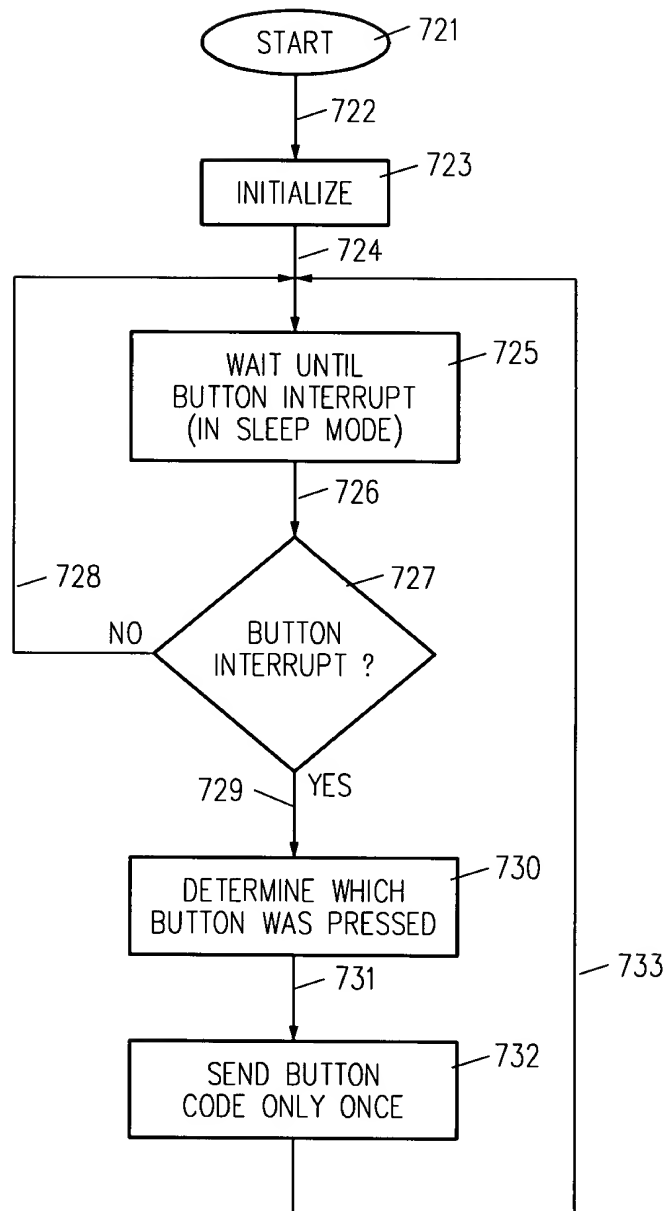 START
721
722
INITIALIZE
723
724
WAIT UNTIL
BUTTON INTERRUPT
(IN SLEEP MODE)
725
726
727
728
NO
BUTTON
INTERRUPT ?
729
YES
730
DETERMINE WHICH
BUTTON WAS PRESSED
731
733
732
SEND BUTTON
CODE ONLY ONCE